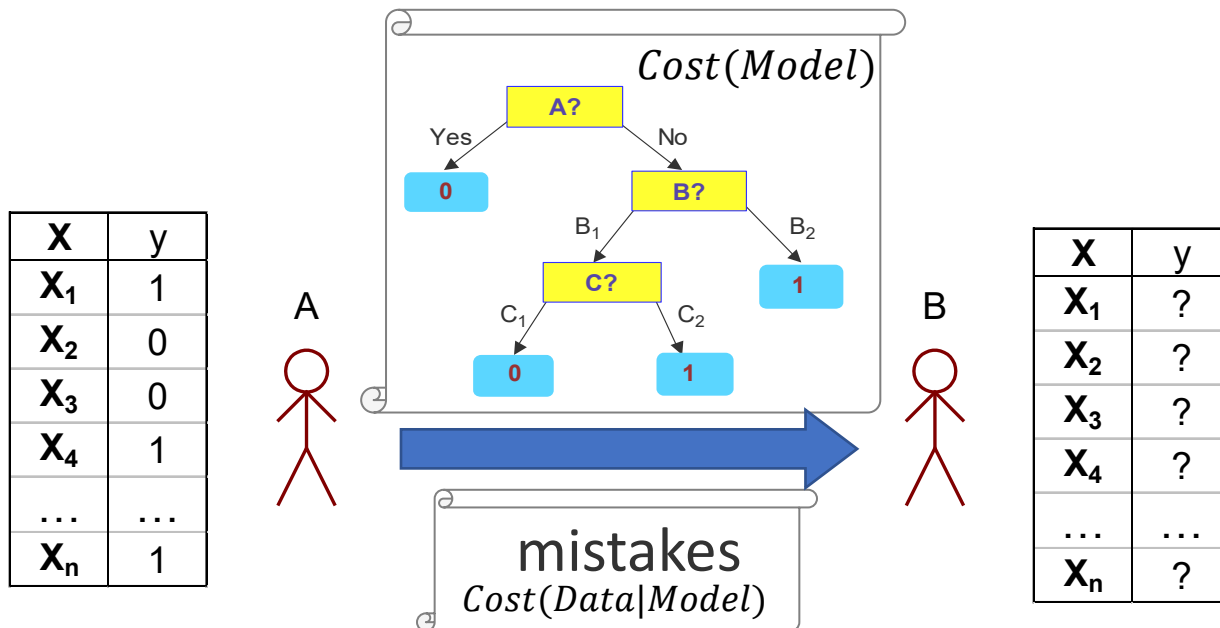 Cost(Model)
A?
Yes No
0
B?
B₁ B₂
C?
1
C₁ C₂
0 1
X y
X₁ 1
X₂ 0
X₃ 0
X₄ 1
... ...
Xₙ 1
A
B
X y
X₁ ?
X₂ ?
X₃ ?
X₄ ?
... ...
Xₙ ?
mistakes
Cost(Data|Model)